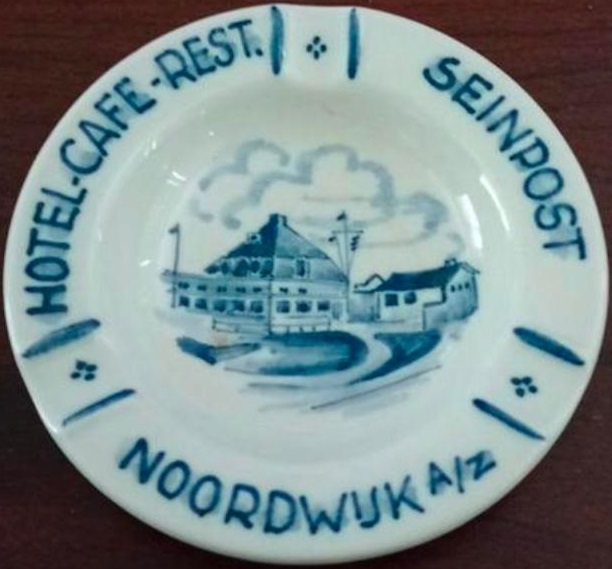 HOTEL-CAFE-REST.
SEINPOST
NOORDWIJK A/Z